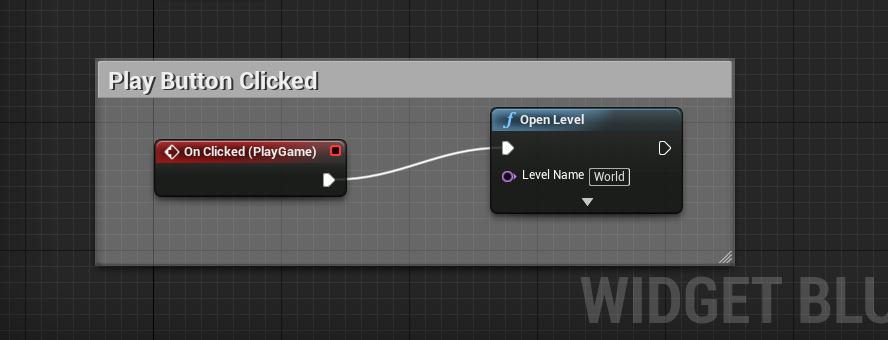 Play Button Clicked
On Clicked (PlayGame)
f Open Level
Level Name World
WIDGET BLU